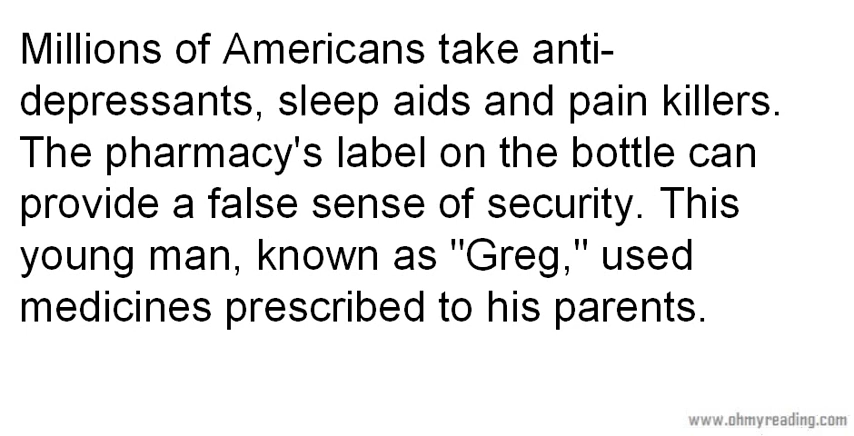 Millions of Americans take anti-
depressants, sleep aids and pain killers.
The pharmacy's label on the bottle can
provide a false sense of security. This
young man, known as "Greg," used
medicines prescribed to his parents.
www.ohmyreading.com